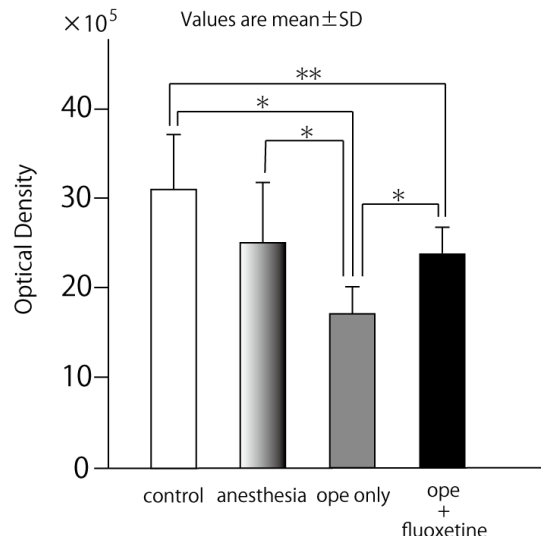 ×10⁵
Values are mean±SD
**
*
*
*
Optical Density
40
30
20
10
0
control
anesthesia
ope only
ope
+
fluoxetine